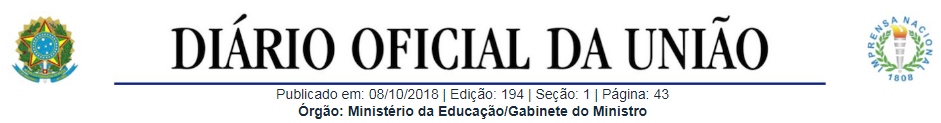 DIÁRIO OFICIAL DA UNIÃO
IMPRENSA NACIONAL
1808
Publicado em: 08/10/2018 | Edição: 194 | Seção: 1 | Página: 43
Órgão: Ministério da Educação/Gabinete do Ministro